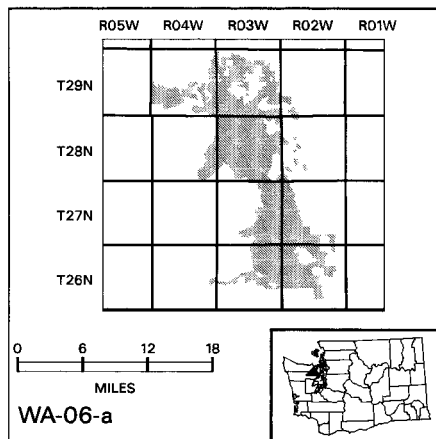 R05W R04W R03W R02W R01W
T29N
T28N
T27N
T26N
0 6 12 18
MILES
WA-06-a